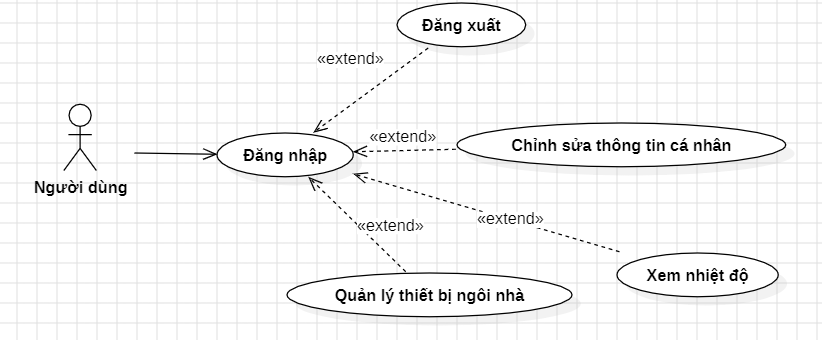 Đăng xuất
«extend»
«extend»
Chỉnh sửa thông tin cá nhân
Đăng nhập
Người dùng
«extend»
«extend»
Xem nhiệt độ
Quản lý thiết bị ngôi nhà